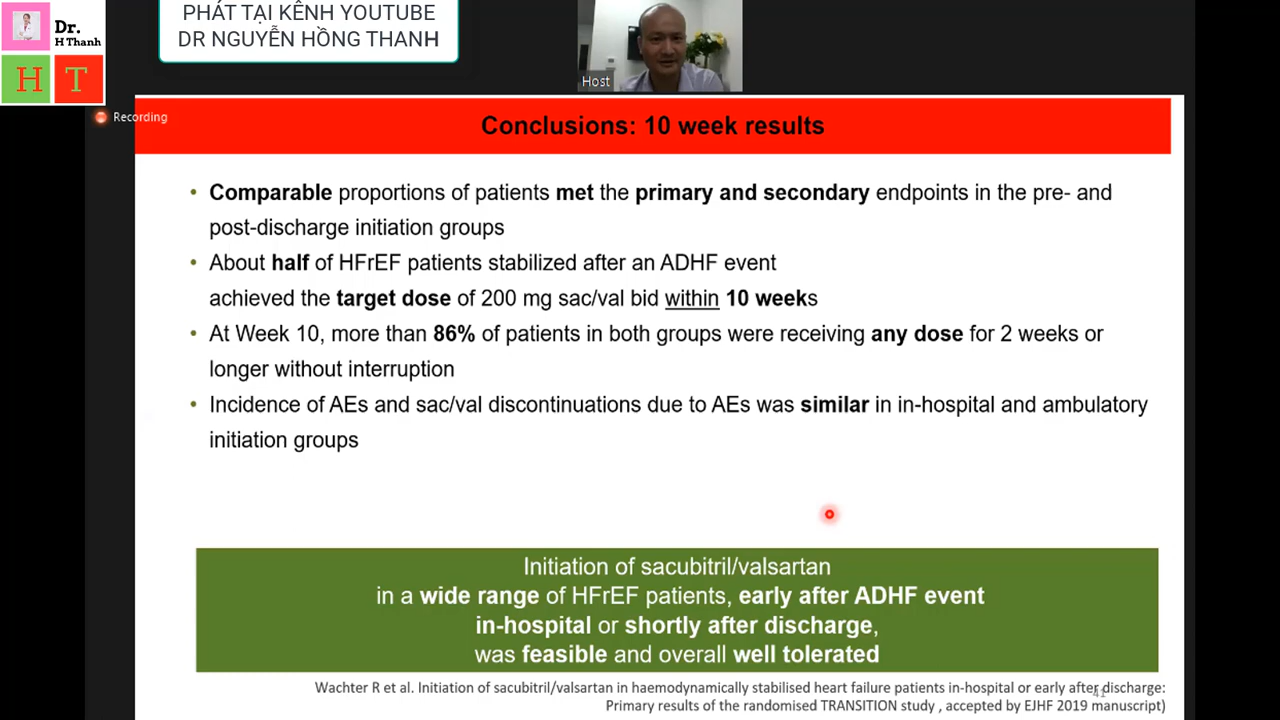 Dr.
H Thanh
H T
PHÁT TẠI KÊNH YOUTUBE
DR NGUYỄN HỒNG THANH
Host
Recording
Conclusions: 10 week results
• Comparable proportions of patients met the primary and secondary endpoints in the pre- and
post-discharge initiation groups
• About half of HFrEF patients stabilized after an ADHF event
achieved the target dose of 200 mg sac/val bid within 10 weeks
• At Week 10, more than 86% of patients in both groups were receiving any dose for 2 weeks or
longer without interruption
• Incidence of AEs and sac/val discontinuations due to AEs was similar in in-hospital and ambulatory
initiation groups
Initiation of sacubitril/valsartan
in a wide range of HFrEF patients, early after ADHF event
in-hospital or shortly after discharge,
was feasible and overall well tolerated
Wachter R et al. Initiation of sacubitril/valsartan in haemodynamically stabilised heart failure patients in-hospital or early after discharge:
Primary results of the randomised TRANSITION study , accepted by EJHF 2019 manuscript)